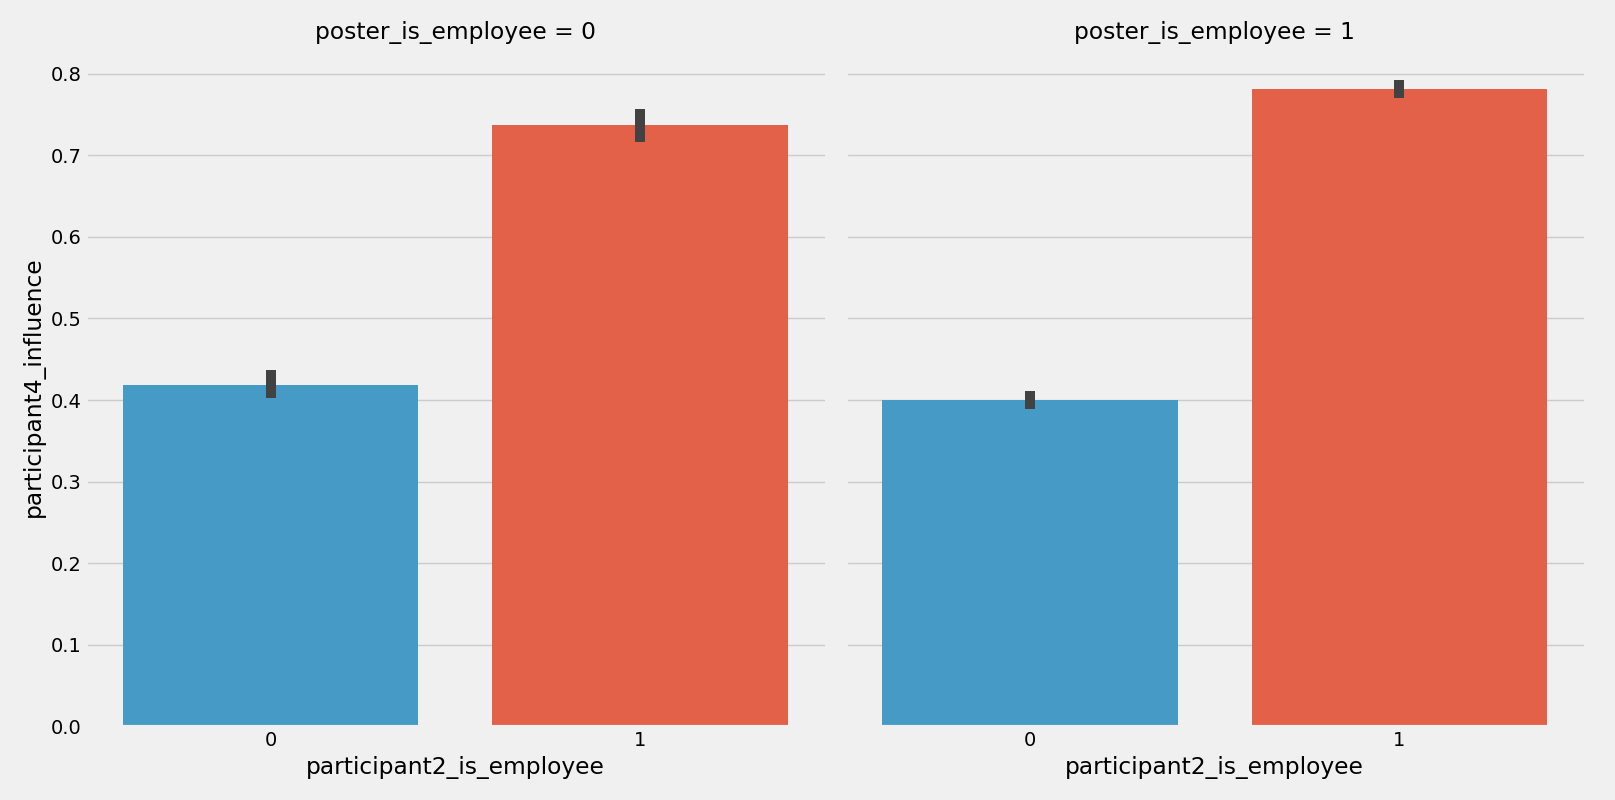 poster_is_employee = 0
poster_is_employee = 1
participant4_influence
0.8
0.7
0.6
0.5
0.4
0.3
0.2
0.1
0.0
0
1
0
1
participant2_is_employee
participant2_is_employee